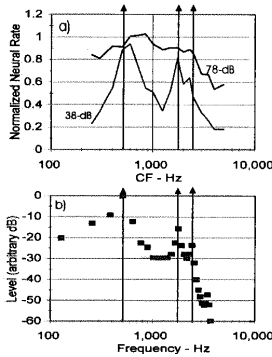 a)
Normalized Neural Rate
1.2
1
0.8
0.6
0.4
0.2
0
78-dB
38-dB
100
1,000
10,000
CF - Hz
b)
Level (arbitrary dB)
0
-10
-20
-30
-40
-50
-60
100
1,000
10,000
Frequency - Hz